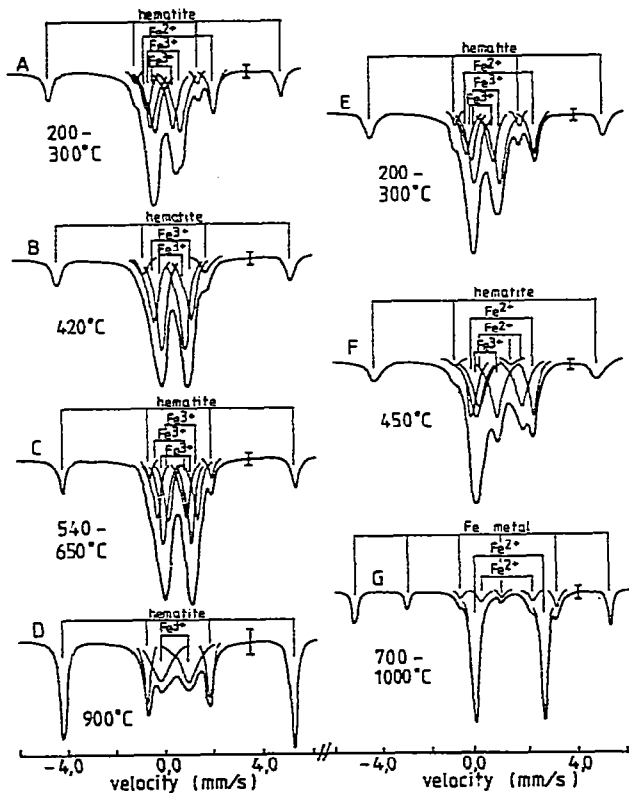 hematite
Fe2+
Fe3+
Fe3+
A
200-
300°C
hematite
Fe3+
Fe3+
B
420°C
hematite
Fe3+
Fe3+
Fe3+
C
540-
650°C
hematite
Fe3+
D
900°C
-4,0 0,0 4,0
velocity (mm/s)
hematite
Fe2+
Fe3+
Fe3+
E
200-
300°C
hematite
Fe2+
Fe2-
Fe3+
F
450°C
Fe metal
Fe2+
Fe2+
G
700-
1000°C
-4,0 0,0 4,0
velocity (mm/s)